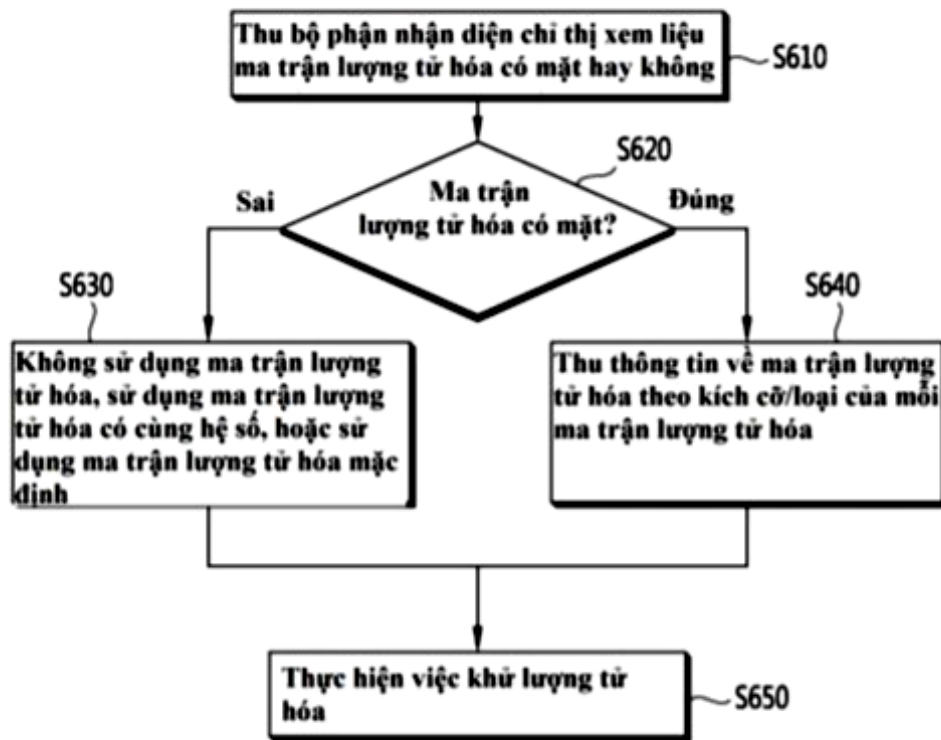 Thu bộ phận nhận diện chỉ thị xem liệu
ma trận lượng tử hóa có mặt hay không
S610
S620
Ma trận
lượng tử hóa có mặt?
Sai
Đúng
S630
Không sử dụng ma trận lượng
tử hóa, sử dụng ma trận lượng
tử hóa có cùng hệ số, hoặc sử
dụng ma trận lượng tử hóa mặc
định
S640
Thu thông tin về ma trận lượng
tử hóa theo kích cỡ/loại của mỗi
ma trận lượng tử hóa
Thực hiện việc khử lượng tử
hóa
S650